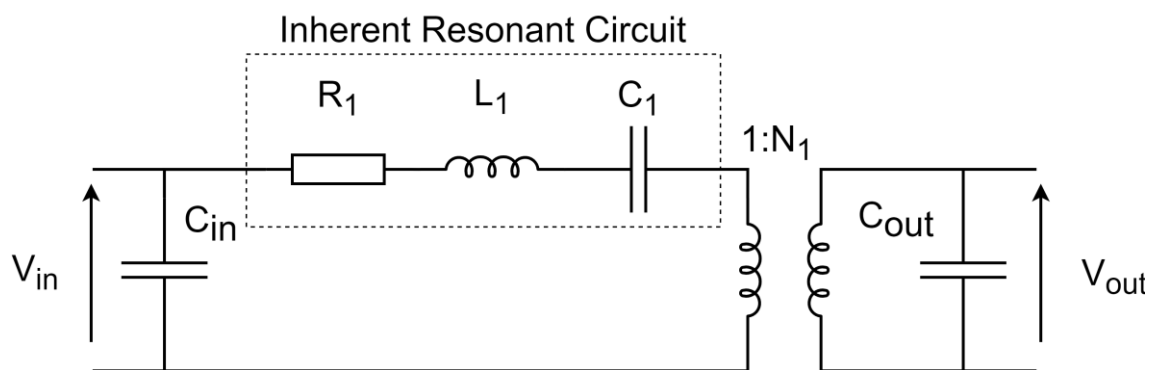 Inherent Resonant Circuit
R1 L1 C1
1:N1
Cin
Cout
Vin
Vout